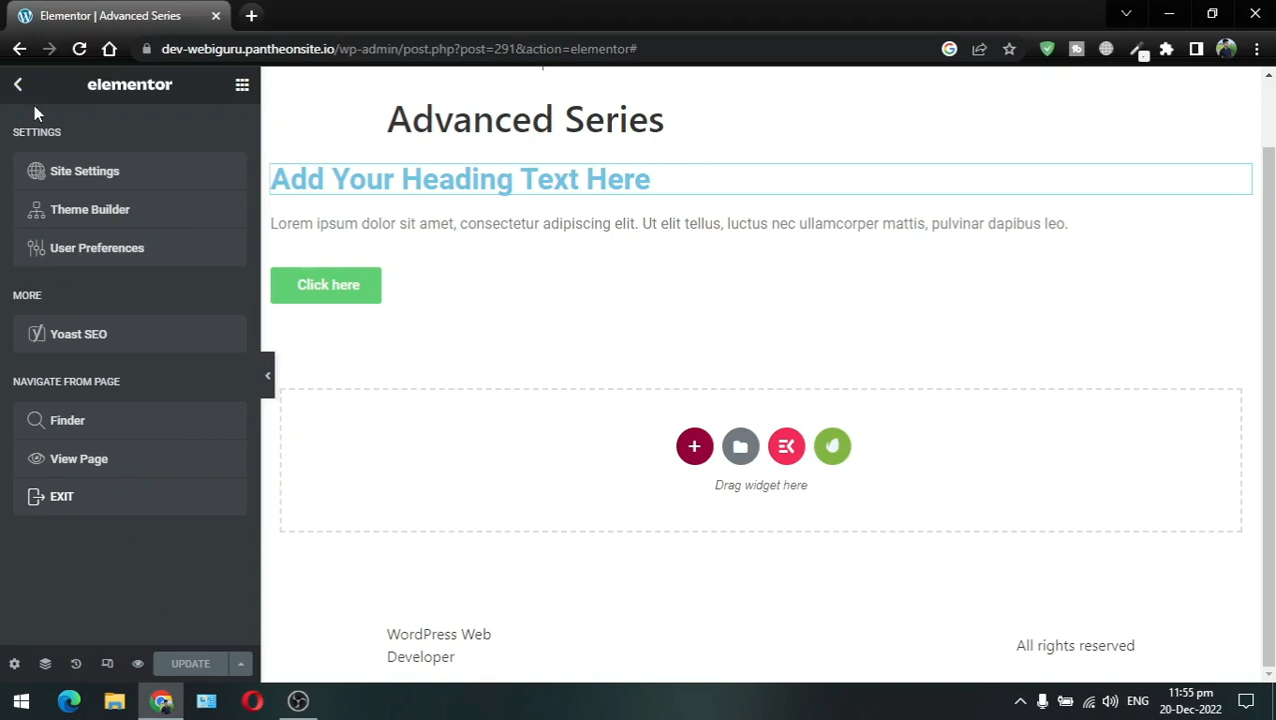 Elementor | Advanced Series
dev-webiguru.pantheonsite.io/wp-admin/post.php?post=291&action=elementor#
elementor
SETTINGS
Site Settings
Theme Builder
User Preferences
MORE
Yoast SEO
NAVIGATE FROM PAGE
Finder
View Page
EXIT
UPDATE
Advanced Series
Add Your Heading Text Here
Lorem ipsum dolor sit amet, consectetur adipiscing elit. Ut elit tellus, luctus nec ullamcorper mattis, pulvinar dapibus leo.
Click here
Drag widget here
WordPress Web
Developer
All rights reserved
ENG
11:55 pm
20-Dec-2022